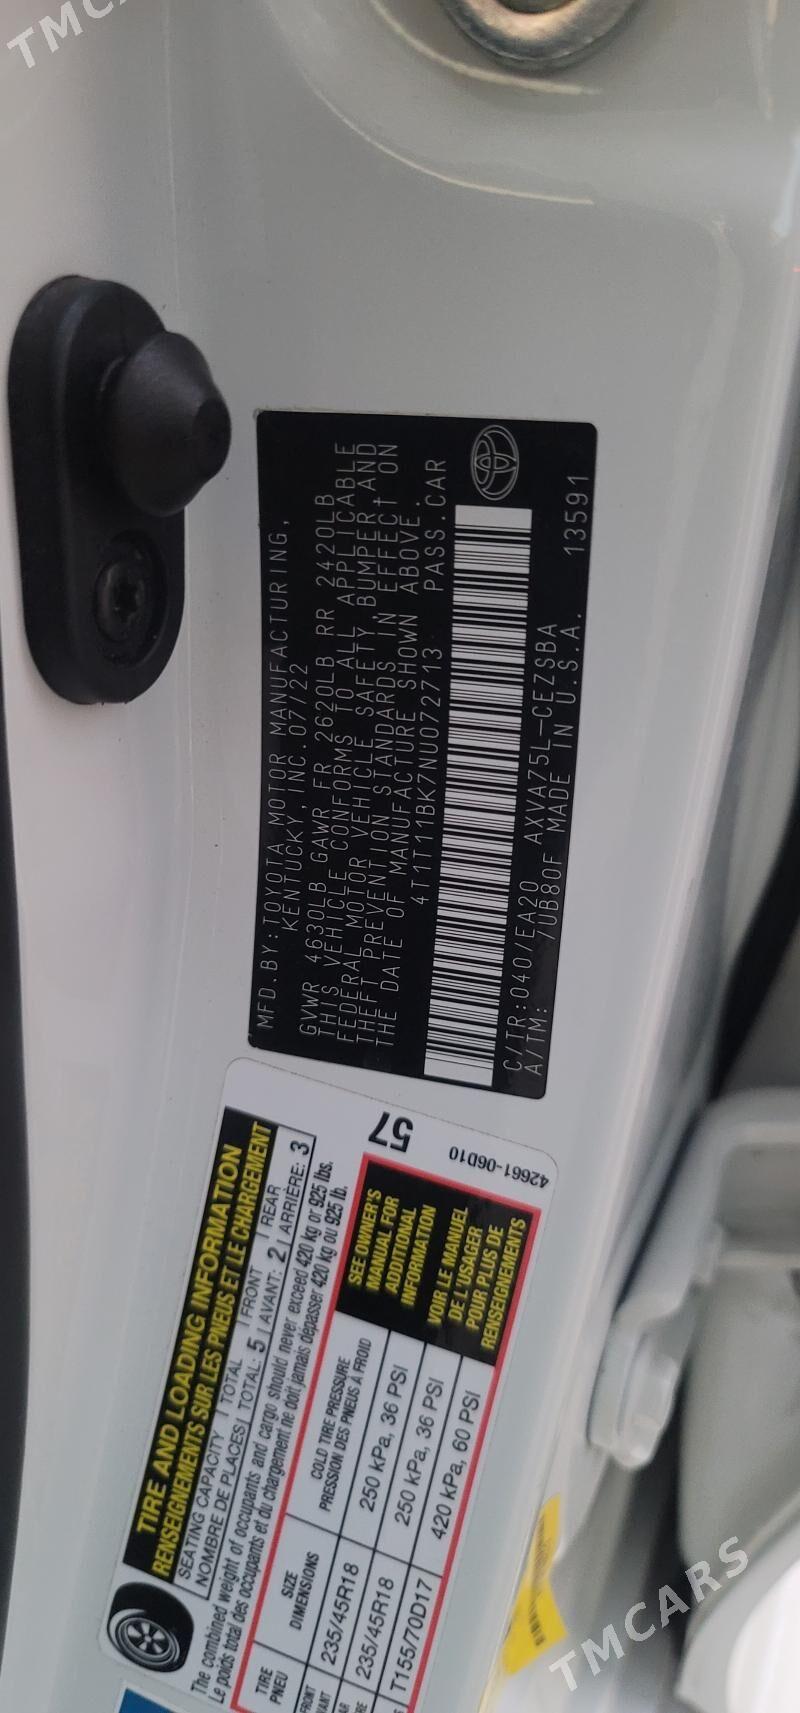 TMCA
MFD.BY:TOYOTA MOTOR MANUFACTURING,
KENTUCKY, INC.07/22
GVWR 4630LB GAWR FR 2620LB RR 2420LB
THIS VEHICLE CONFORMS TO ALL APPLICABLE
FEDERAL MOTOR VEHICLE SAFETY, BUMPER, AND
THEFT PREVENTION STANDARDS IN EFFECT ON
THE DATE OF MANUFACTURE SHOWN ABOVE.
4T1T11BK7NU072713 PASS.CAR
C/TR:040/EA20 AXVA75L-CEZSBA
A/TM: /UB80F MADE IN U.S.A. 13591
TIRE AND LOADING INFORMATION
RENSEIGNEMENTS SUR LES PNEUS ET LE CHARGEMENT
SEATING CAPACITY TOTAL FRONT REAR
NOMBRE DE PLACES TOTAL: 5 AVANT: 2 ARRIÈRE: 3
The combined weight of occupants and cargo should never exceed 420 kg or 925 lbs.
Le poids total des occupants et du chargement ne doit jamais dépasser 420 kg ou 925 lb.
57
42661-06D10
TIRE
PNEU
SIZE
DIMENSIONS
COLD TIRE PRESSURE
PRESSION DES PNEUS À FROID
SEE OWNER'S
MANUAL FOR
ADDITIONAL
INFORMATION
VOIR LE MANUEL
DE L'USAGER
POUR PLUS DE
RENSEIGNEMENTS
FRONT 235/45R18 250 kPa, 36 PSI
235/45R18 250 kPa, 36 PSI
T155/70D17 420 kPa, 60 PSI
TMCARS